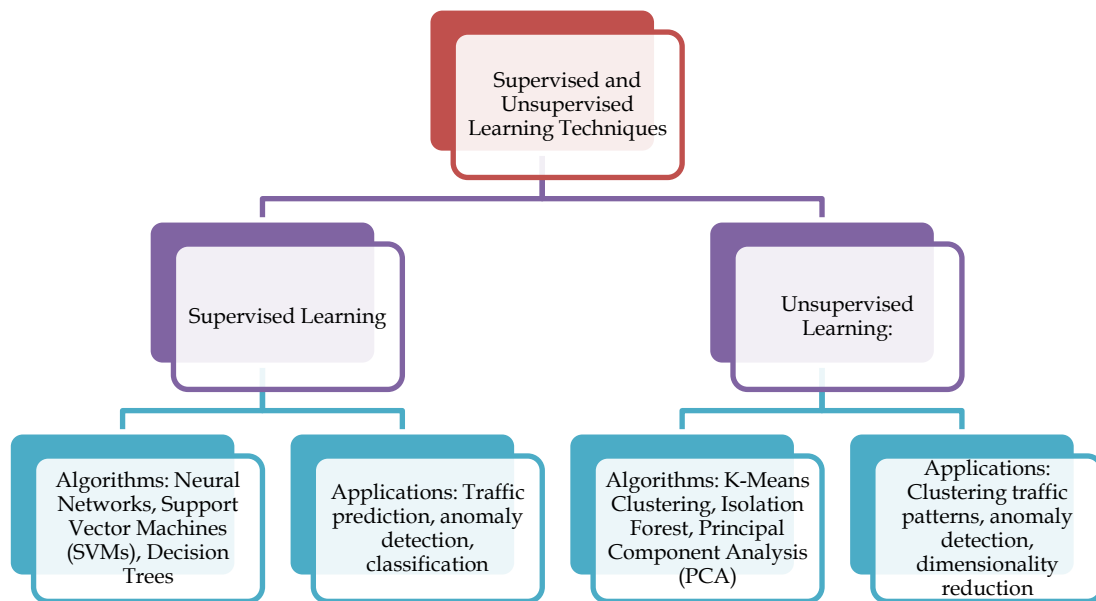 Supervised and
Unsupervised
Learning Techniques
Supervised Learning
Unsupervised
Learning:
Algorithms: Neural
Networks, Support
Vector Machines
(SVMs), Decision
Trees
Applications: Traffic
prediction, anomaly
detection,
classification
Algorithms: K-Means
Clustering, Isolation
Forest, Principal
Component Analysis
(PCA)
Applications:
Clustering traffic
patterns, anomaly
detection,
dimensionality
reduction